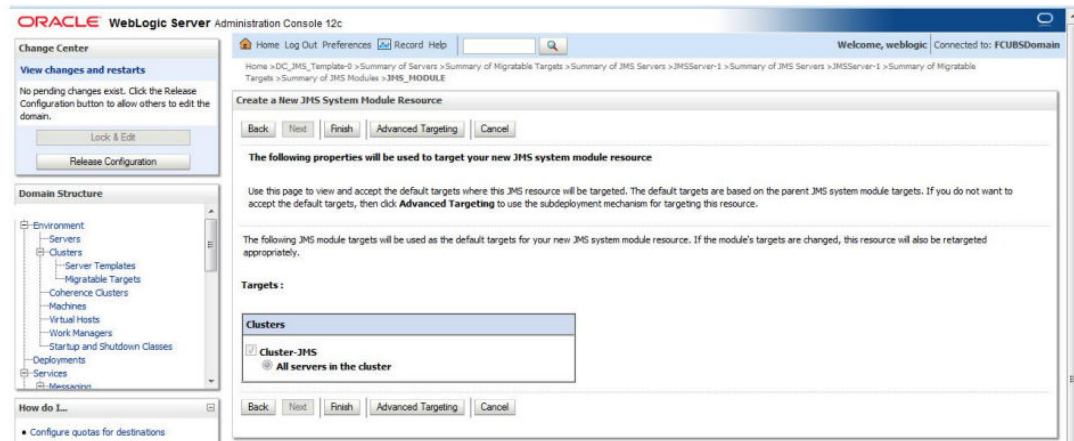 ORACLE WebLogic Server Administration Console 12c
Change Center
View changes and restarts
No pending changes exist. Click the Release
Configuration button to allow others to edit the
domain.
Lock & Edit
Release Configuration
Domain Structure
Environment
Servers
Clusters
Server Templates
Migratable Targets
Coherence Clusters
Machines
Virtual Hosts
Work Managers
Startup and Shutdown Classes
Deployments
Services
Messaging
How do I...
Configure quotas for destinations
Home Log Out Preferences Record Help
Welcome, weblogic Connected to: FCUBSDomain
Home >DC_JMS_Template-0 >Summary of Servers >Summary of Migratable Targets >Summary of JMS Servers >JMSServer-1 >Summary of JMS Servers >JMSServer-1 >Summary of Migratable
Targets >Summary of JMS Modules >JMS_MODULE
Create a New JMS System Module Resource
Back Next Finish Advanced Targeting Cancel
The following properties will be used to target your new JMS system module resource
Use this page to view and accept the default targets where this JMS resource will be targeted. The default targets are based on the parent JMS system module targets. If you do not want to
accept the default targets, then click Advanced Targeting to use the subdeployment mechanism for targeting this resource.
The following JMS module targets will be used as the default targets for your new JMS system module resource. If the module's targets are changed, this resource will also be retargeted
appropriately.
Targets :
Clusters
Cluster-JMS
All servers in the cluster
Back Next Finish Advanced Targeting Cancel